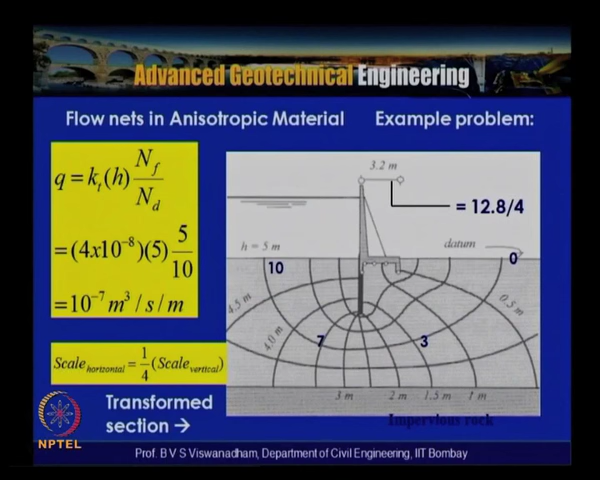 Advanced Geotechnical Engineering
Flow nets in Anisotropic Material Example problem:
q = k_t(h) N_f/N_d
= (4x10^-8)(5) 5/10
= 10^-7 m^3 / s / m
Scale_horizontal = 1/4 (Scale_vertical)
Transformed
section →
3.2 m
= 12.8/4
h = 5 m
datum
10
0
4.5 m
0.5 m
4.0 m
7
3
3 m
2 m
1.5 m
1 m
Impervious rock
NPTEL
Prof. B V S Viswanadham, Department of Civil Engineering, IIT Bombay